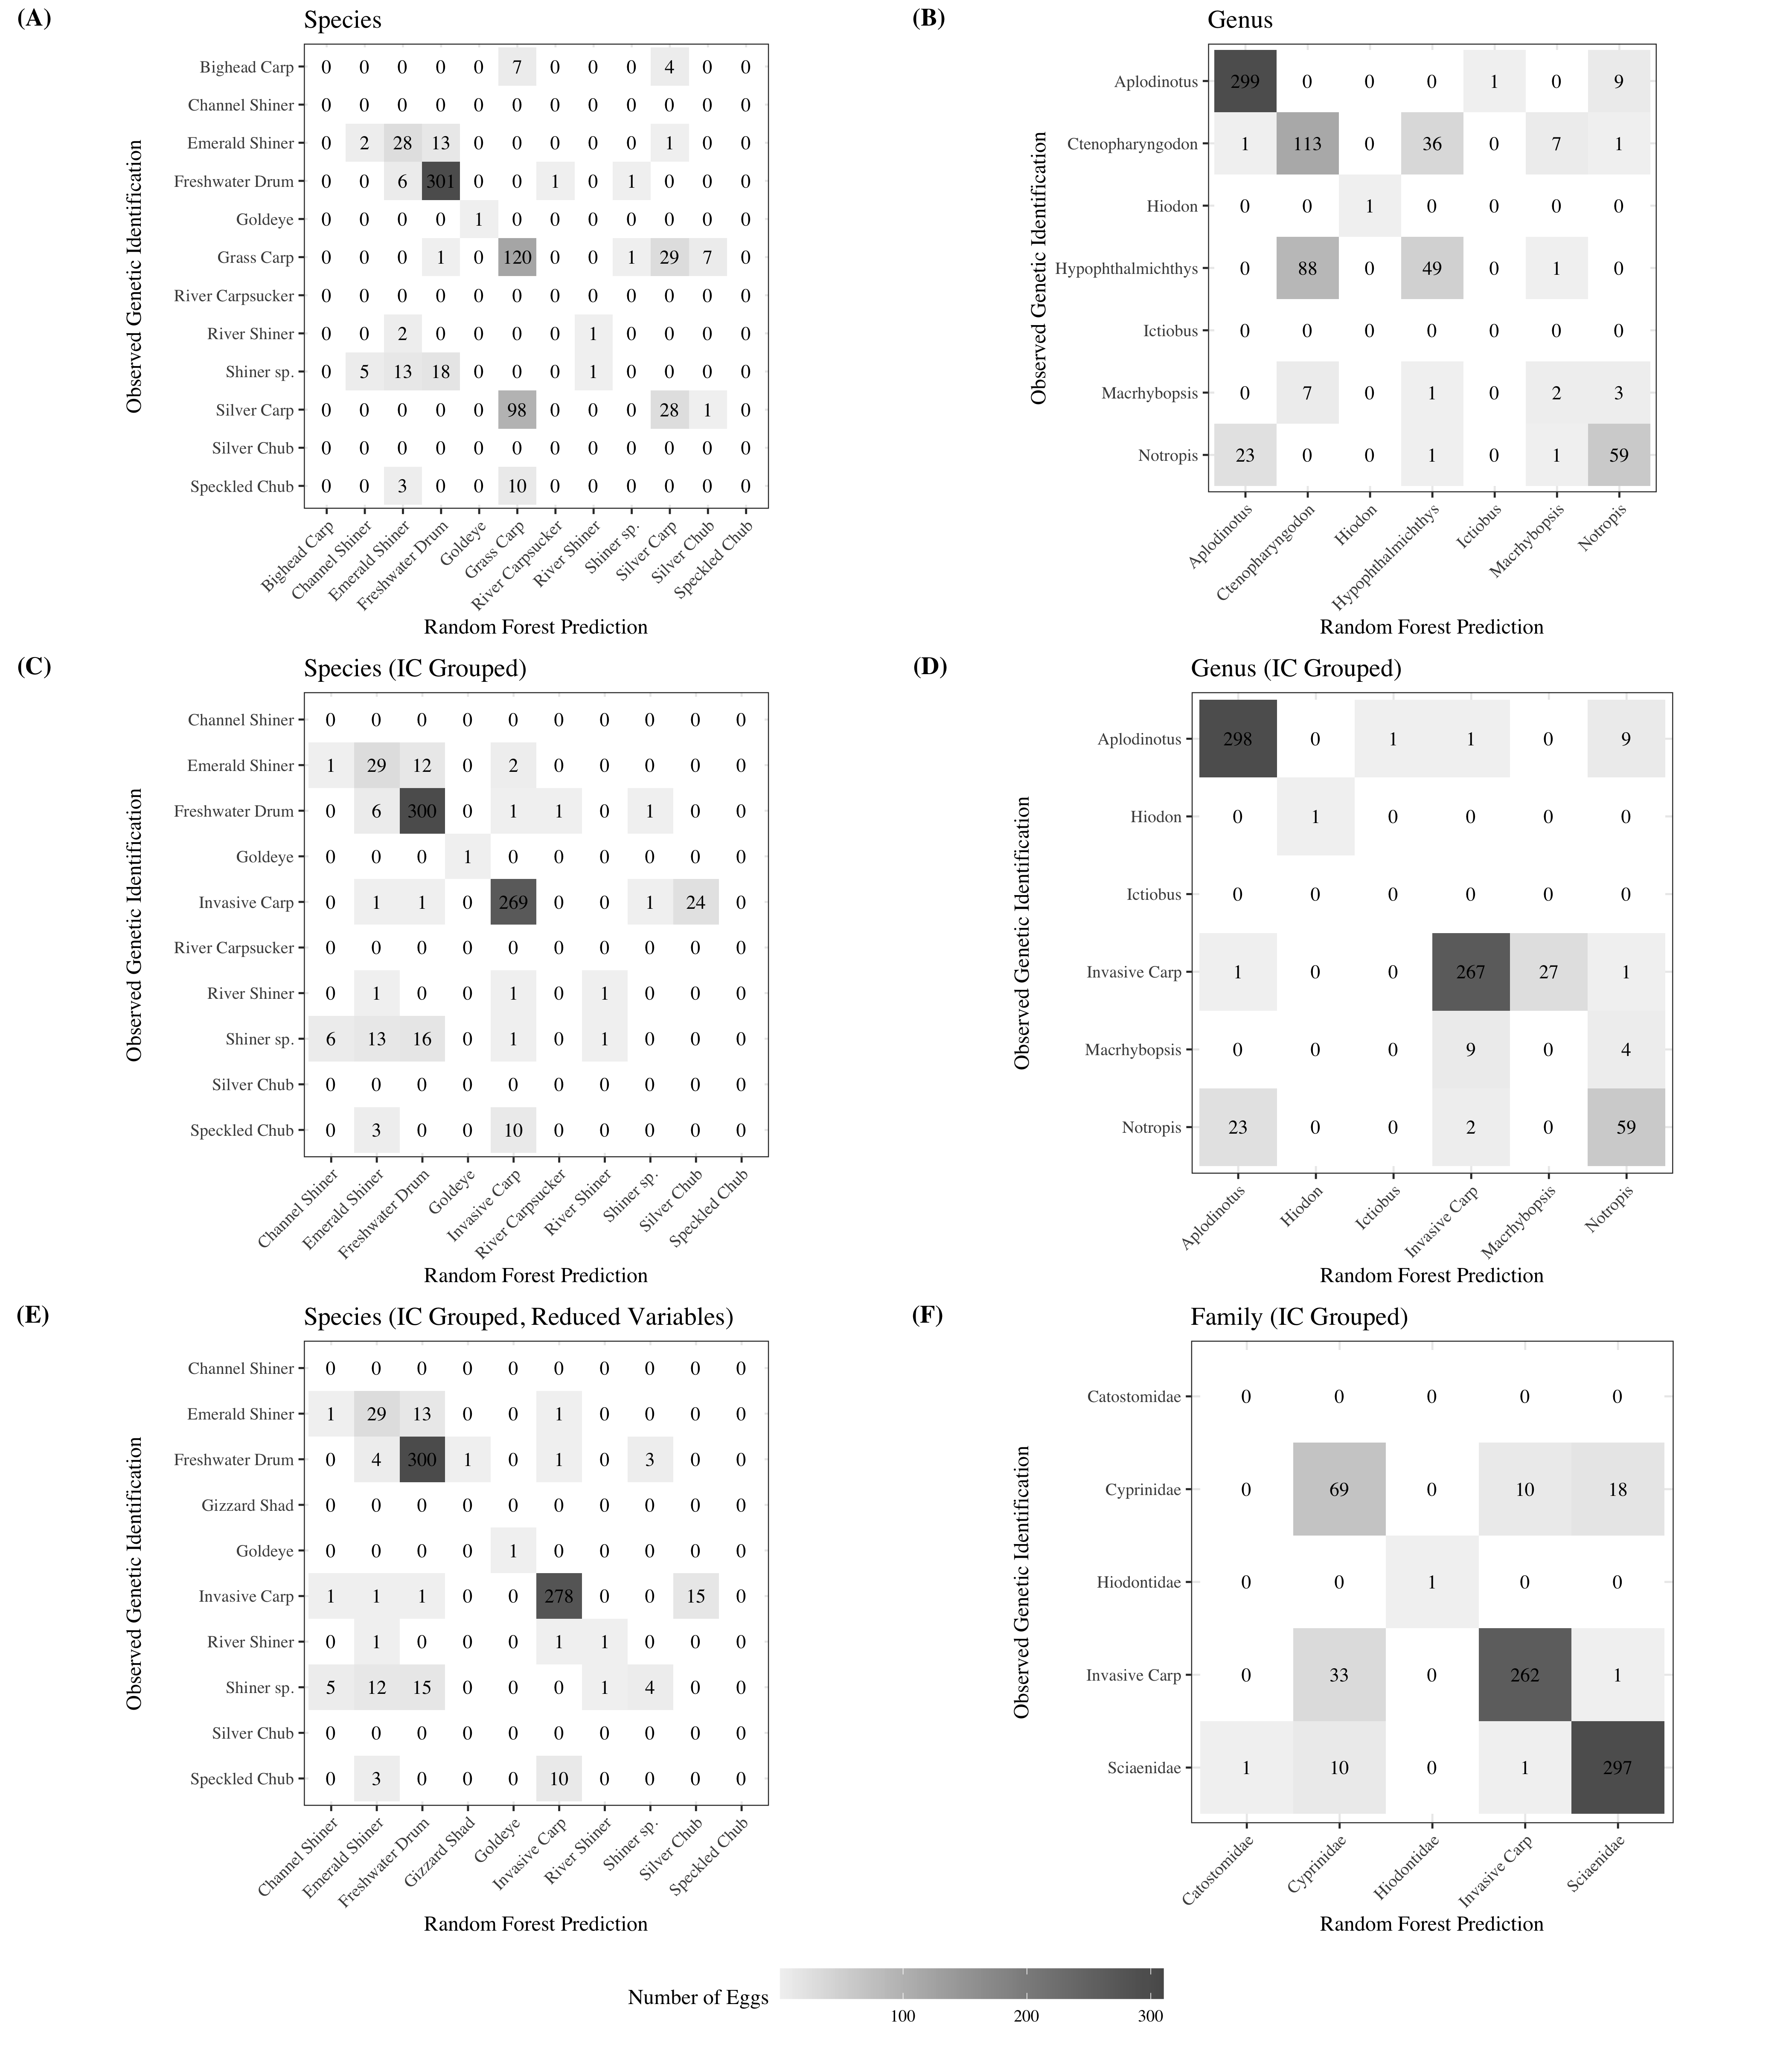 (A) Species
Bighead Carp 0 0 0 0 0 7 0 0 0 4 0 0
Channel Shiner 0 0 0 0 0 0 0 0 0 0 0 0
Emerald Shiner 0 2 28 13 0 0 0 0 0 1 0 0
Freshwater Drum 0 0 6 301 0 0 1 0 1 0 0 0
Goldeye 0 0 0 0 1 0 0 0 0 0 0 0
Grass Carp 0 0 0 1 0 120 0 0 1 29 7 0
River Carpsucker 0 0 0 0 0 0 0 0 0 0 0 0
River Shiner 0 0 2 0 0 0 0 1 0 0 0 0
Shiner sp. 0 5 13 18 0 0 0 1 0 0 0 0
Silver Carp 0 0 0 0 0 98 0 0 0 28 1 0
Silver Chub 0 0 0 0 0 0 0 0 0 0 0 0
Speckled Chub 0 0 3 0 0 10 0 0 0 0 0 0
Observed Genetic Identification
Bighead Carp Channel Shiner Emerald Shiner Freshwater Drum Goldeye Grass Carp River Carpsucker River Shiner Shiner sp. Silver Carp Silver Chub Speckled Chub
Random Forest Prediction
(B) Genus
Aplodinotus 299 0 0 0 1 0 9
Ctenopharyngodon 1 113 0 36 0 7 1
Hiodon 0 0 1 0 0 0 0
Hypophthalmichthys 0 88 0 49 0 1 0
Ictiobus 0 0 0 0 0 0 0
Macrhybopsis 0 7 0 1 0 2 3
Notropis 23 0 0 1 0 1 59
Observed Genetic Identification
Aplodinotus Ctenopharyngodon Hiodon Hypophthalmichthys Ictiobus Macrhybopsis Notropis
Random Forest Prediction
(C) Species (IC Grouped)
Channel Shiner 0 0 0 0 0 0 0 0 0 0
Emerald Shiner 1 29 12 0 2 0 0 0 0 0
Freshwater Drum 0 6 300 0 1 1 0 1 0 0
Goldeye 0 0 0 1 0 0 0 0 0 0
Invasive Carp 0 1 1 0 269 0 0 1 24 0
River Carpsucker 0 0 0 0 0 0 0 0 0 0
River Shiner 0 1 0 0 1 0 1 0 0 0
Shiner sp. 6 13 16 0 1 0 1 0 0 0
Silver Chub 0 0 0 0 0 0 0 0 0 0
Speckled Chub 0 3 0 0 10 0 0 0 0 0
Observed Genetic Identification
Channel Shiner Emerald Shiner Freshwater Drum Goldeye Invasive Carp River Carpsucker River Shiner Shiner sp. Silver Chub Speckled Chub
Random Forest Prediction
(D) Genus (IC Grouped)
Aplodinotus 298 0 1 1 0 9
Hiodon 0 1 0 0 0 0
Ictiobus 0 0 0 0 0 0
Invasive Carp 1 0 0 267 27 1
Macrhybopsis 0 0 0 9 0 4
Notropis 23 0 0 2 0 59
Observed Genetic Identification
Aplodinotus Hiodon Ictiobus Invasive Carp Macrhybopsis Notropis
Random Forest Prediction
(E) Species (IC Grouped, Reduced Variables)
Channel Shiner 0 0 0 0 0 0 0 0 0 0
Emerald Shiner 1 29 13 0 0 1 0 0 0 0
Freshwater Drum 0 4 300 1 0 1 0 3 0 0
Gizzard Shad 0 0 0 0 0 0 0 0 0 0
Goldeye 0 0 0 0 1 0 0 0 0 0
Invasive Carp 1 1 1 0 0 278 0 0 15 0
River Shiner 0 1 0 0 0 1 1 0 0 0
Shiner sp. 5 12 15 0 0 0 1 4 0 0
Silver Chub 0 0 0 0 0 0 0 0 0 0
Speckled Chub 0 3 0 0 0 10 0 0 0 0
Observed Genetic Identification
Channel Shiner Emerald Shiner Freshwater Drum Gizzard Shad Goldeye Invasive Carp River Shiner Shiner sp. Silver Chub Speckled Chub
Random Forest Prediction
(F) Family (IC Grouped)
Catostomidae 0 0 0 0 0
Cyprinidae 0 69 0 10 18
Hiodontidae 0 0 1 0 0
Invasive Carp 0 33 0 262 1
Sciaenidae 1 10 0 1 297
Observed Genetic Identification
Catostomidae Cyprinidae Hiodontidae Invasive Carp Sciaenidae
Random Forest Prediction
Number of Eggs
100 200 300